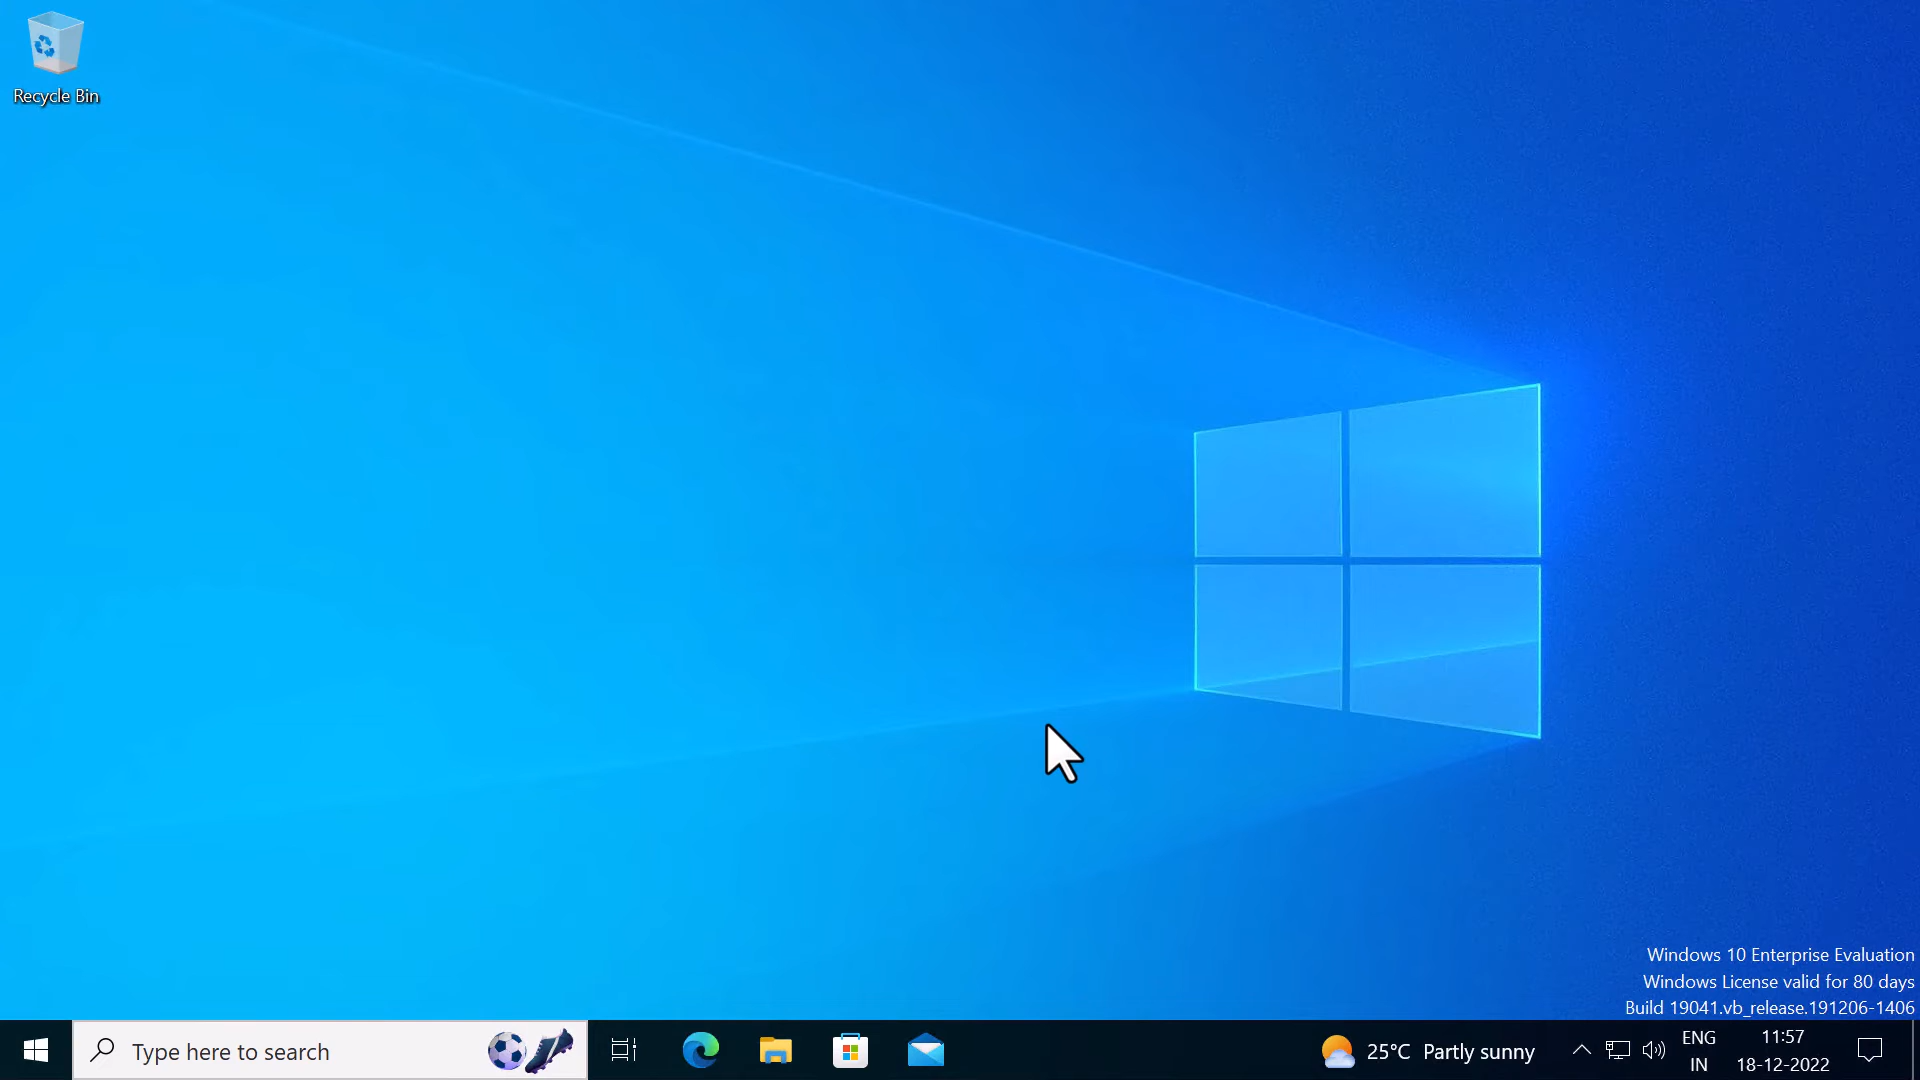 Recycle Bin
Windows 10 Enterprise Evaluation
Windows License valid for 80 days
Build 19041.vb_release.191206-1406
Type here to search
25°C Partly sunny
ENG
IN
11:57
18-12-2022